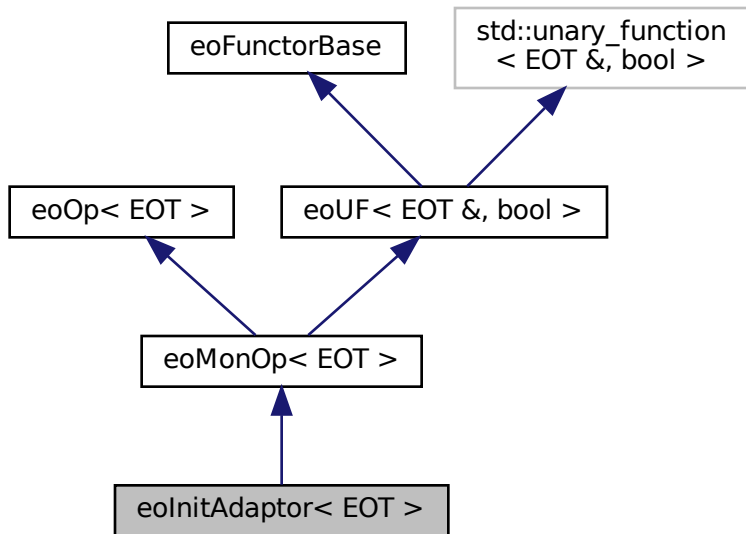 eoFunctorBase
std::unary_function
< EOT &, bool >
eoOp< EOT >
eoUF< EOT &, bool >
eoMonOp< EOT >
eoInitAdaptor< EOT >